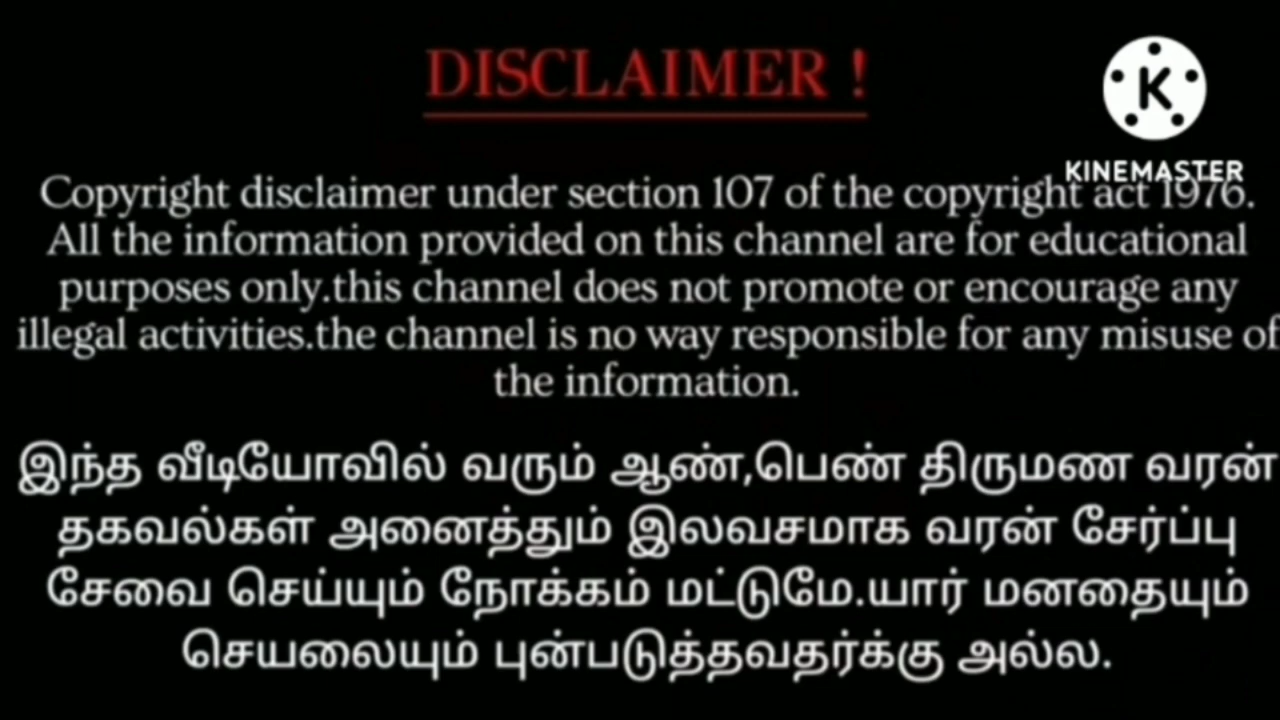 DISCLAIMER !
K
KINEMASTER
Copyright disclaimer under section 107 of the copyright act 1976.
All the information provided on this channel are for educational
purposes only.this channel does not promote or encourage any
illegal activities.the channel is no way responsible for any misuse of
the information.
இந்த வீடியோவில் வரும் ஆண்,பெண் திருமண வரன்
தகவல்கள் அனைத்தும் இலவசமாக வரன் சேர்ப்பு
சேவை செய்யும் நோக்கம் மட்டுமே.யார் மனதையும்
செயலையும் புன்படுத்தவதர்க்கு அல்ல.